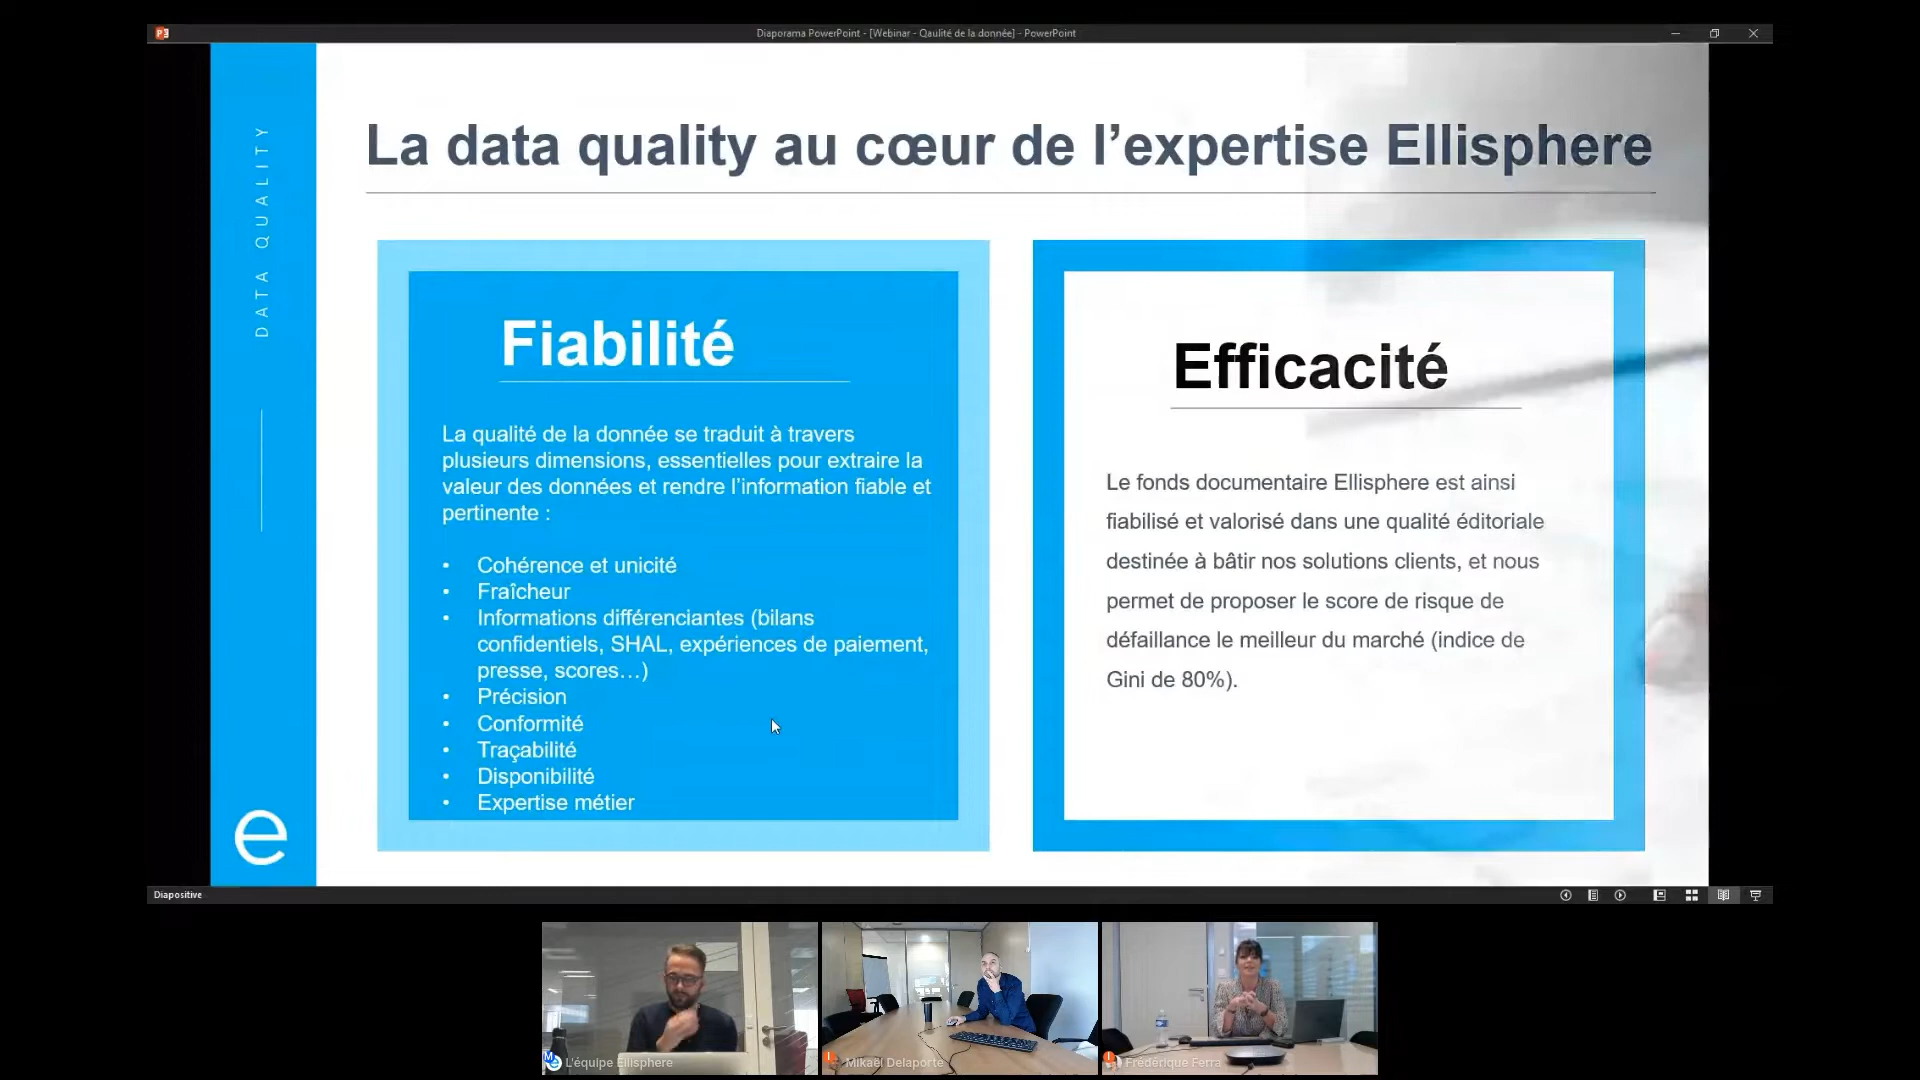 Diaporama PowerPoint - [Webinar - Qaulité de la donnée] - PowerPoint
DATA QUALITY
La data quality au cœur de l’expertise Ellisphere
Fiabilité
La qualité de la donnée se traduit à travers
plusieurs dimensions, essentielles pour extraire la
valeur des données et rendre l’information fiable et
pertinente :
• Cohérence et unicité
• Fraîcheur
• Informations différenciantes (bilans
confidentiels, SHAL, expériences de paiement,
presse, scores…)
• Précision
• Conformité
• Traçabilité
• Disponibilité
• Expertise métier
Efficacité
Le fonds documentaire Ellisphere est ainsi
fiabilisé et valorisé dans une qualité éditoriale
destinée à bâtir nos solutions clients, et nous
permet de proposer le score de risque de
défaillance le meilleur du marché (indice de
Gini de 80%).
e
Diapositive
L'équipe Ellisphere
Mikaël Delaporte
Frédérique Ferra